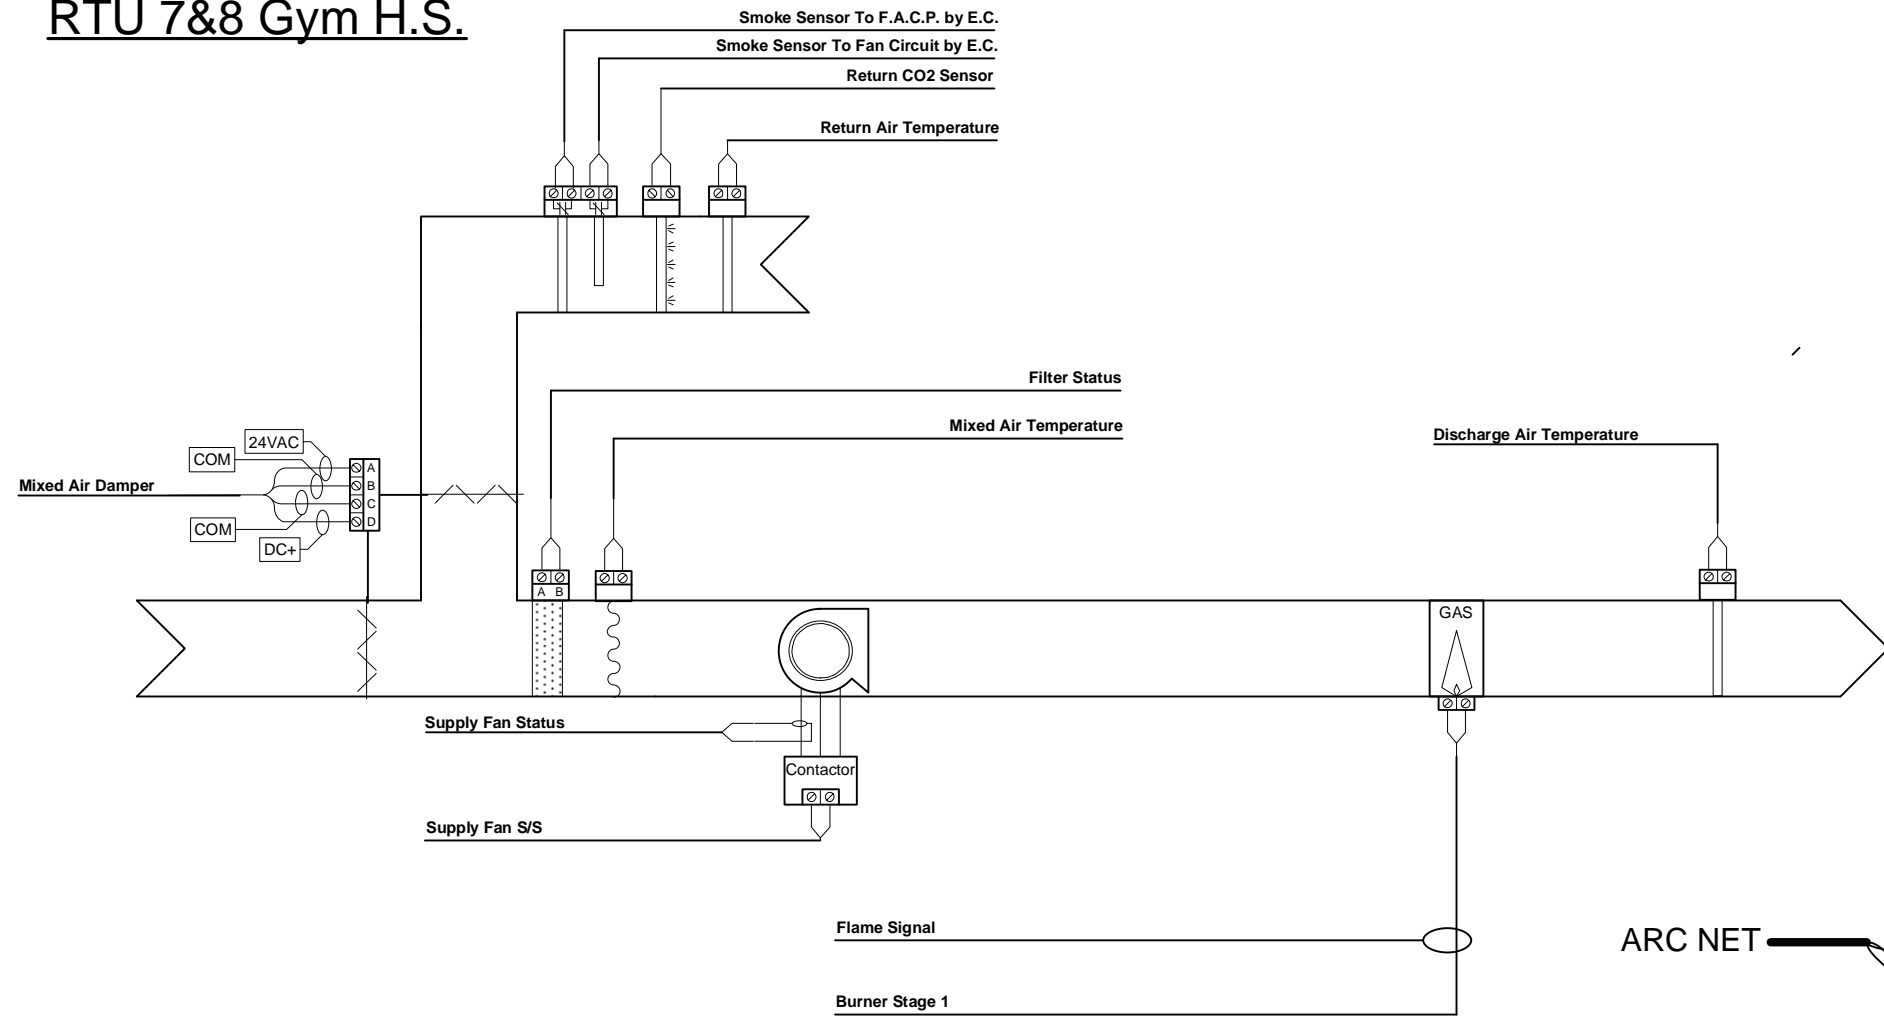 RTU 7&8 Gym H.S.
Smoke Sensor To F.A.C.P. by E.C.
Smoke Sensor To Fan Circuit by E.C.
Return CO2 Sensor
Return Air Temperature
Filter Status
Mixed Air Temperature
Discharge Air Temperature
24VAC
COM
Mixed Air Damper
A
B
C
D
COM
DC+
A B
GAS
Supply Fan Status
Contactor
Supply Fan S/S
Flame Signal
ARC NET
Burner Stage 1